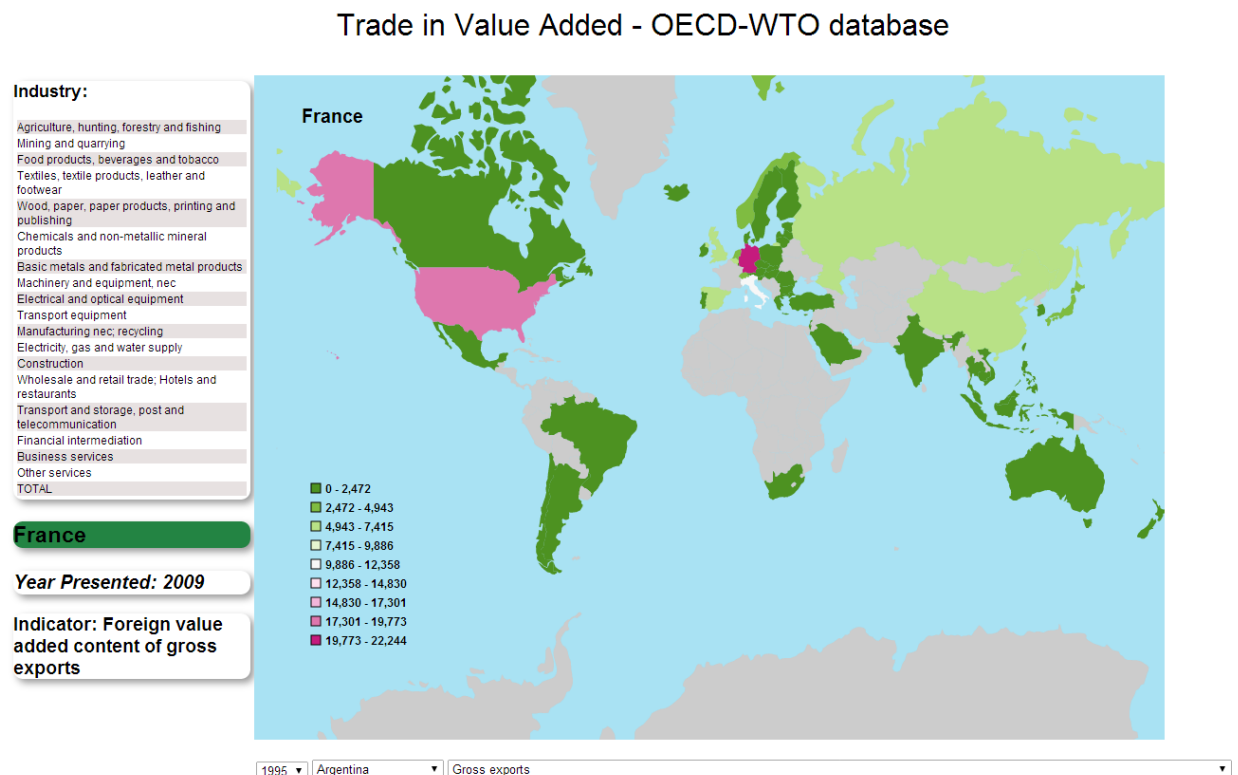 Trade in Value Added - OECD-WTO database
Industry:
Agriculture, hunting, forestry and fishing
Mining and quarrying
Food products, beverages and tobacco
Textiles, textile products, leather and
footwear
Wood, paper, paper products, printing and
publishing
Chemicals and non-metallic mineral
products
Basic metals and fabricated metal products
Machinery and equipment, nec
Electrical and optical equipment
Transport equipment
Manufacturing nec; recycling
Electricity, gas and water supply
Construction
Wholesale and retail trade; Hotels and
restaurants
Transport and storage, post and
telecommunication
Financial intermediation
Business services
Other services
TOTAL
France
Year Presented: 2009
Indicator: Foreign value
added content of gross
exports
France
0 - 2,472
2,472 - 4,943
4,943 - 7,415
7,415 - 9,886
9,886 - 12,358
12,358 - 14,830
14,830 - 17,301
17,301 - 19,773
19,773 - 22,244
1995 Argentina Gross exports